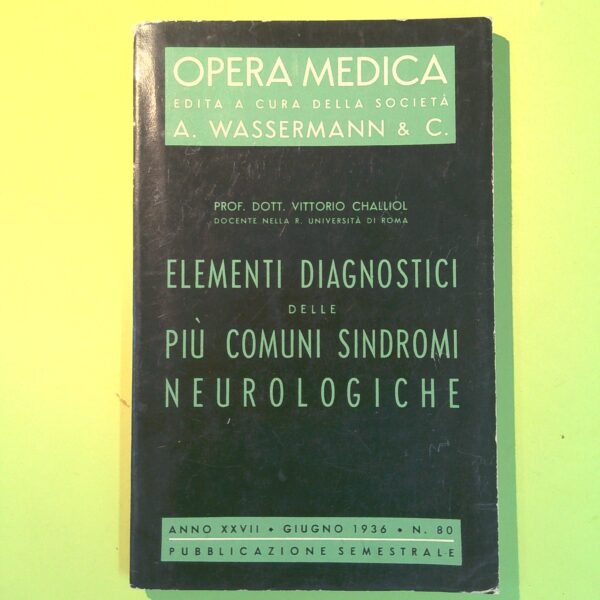 OPERA MEDICA
EDITA A CURA DELLA SOCIETÀ
A. WASSERMANN & C.
PROF. DOTT. VITTORIO CHALLIOL
DOCENTE NELLA R. UNIVERSITÀ DI ROMA
ELEMENTI DIAGNOSTICI
DELLE
PIÙ COMUNI SINDROMI
NEUROLOGICHE
ANNO XXVII • GIUGNO 1936 • N. 80
PUBBLICAZIONE SEMESTRALE